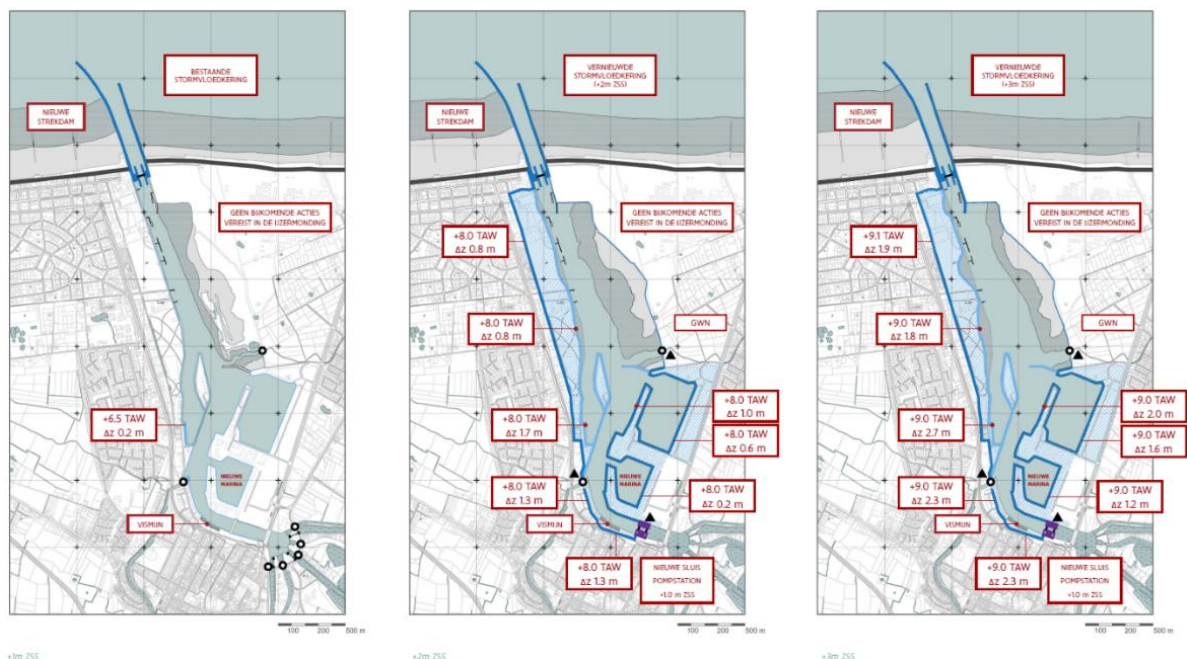 BESTAANDE
STORMVLOEDKERING
NIEUWE
STREKDAM
GEEN BIJKOMENDE ACTIES
VEREIST IN DE IJZERMONDING
+6.5 TAW
Δz 0.2 m
NIEUWE
MARINA
VISMIJN
100 200 500 m
+1m ZSS
VERNIEUWDE
STORMVLOEDKERING
(+2m ZSS)
NIEUWE
STREKDAM
GEEN BIJKOMENDE ACTIES
VEREIST IN DE IJZERMONDING
+8.0 TAW
Δz 0.8 m
+8.0 TAW
Δz 0.8 m
GWN
+8.0 TAW
Δz 1.0 m
+8.0 TAW
Δz 1.7 m
+8.0 TAW
Δz 0.6 m
NIEUWE
MARINA
+8.0 TAW
Δz 1.3 m
+8.0 TAW
Δz 0.2 m
VISMIJN
+8.0 TAW
Δz 1.3 m
NIEUWE SLUIS
POMPSTATION
+1.0 m ZSS
100 200 500 m
+2m ZSS
VERNIEUWDE
STORMVLOEDKERING
(+3m ZSS)
NIEUWE
STREKDAM
GEEN BIJKOMENDE ACTIES
VEREIST IN DE IJZERMONDING
+9.1 TAW
Δz 1.9 m
+9.0 TAW
Δz 1.8 m
GWN
+9.0 TAW
Δz 2.0 m
+9.0 TAW
Δz 2.7 m
+9.0 TAW
Δz 1.6 m
NIEUWE
MARINA
+9.0 TAW
Δz 2.3 m
+9.0 TAW
Δz 1.2 m
VISMIJN
+9.0 TAW
Δz 2.3 m
NIEUWE SLUIS
POMPSTATION
+1.0 m ZSS
100 200 500 m
+3m ZSS